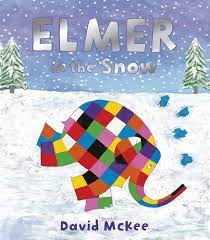 ELMER
in the Snow
David McKee